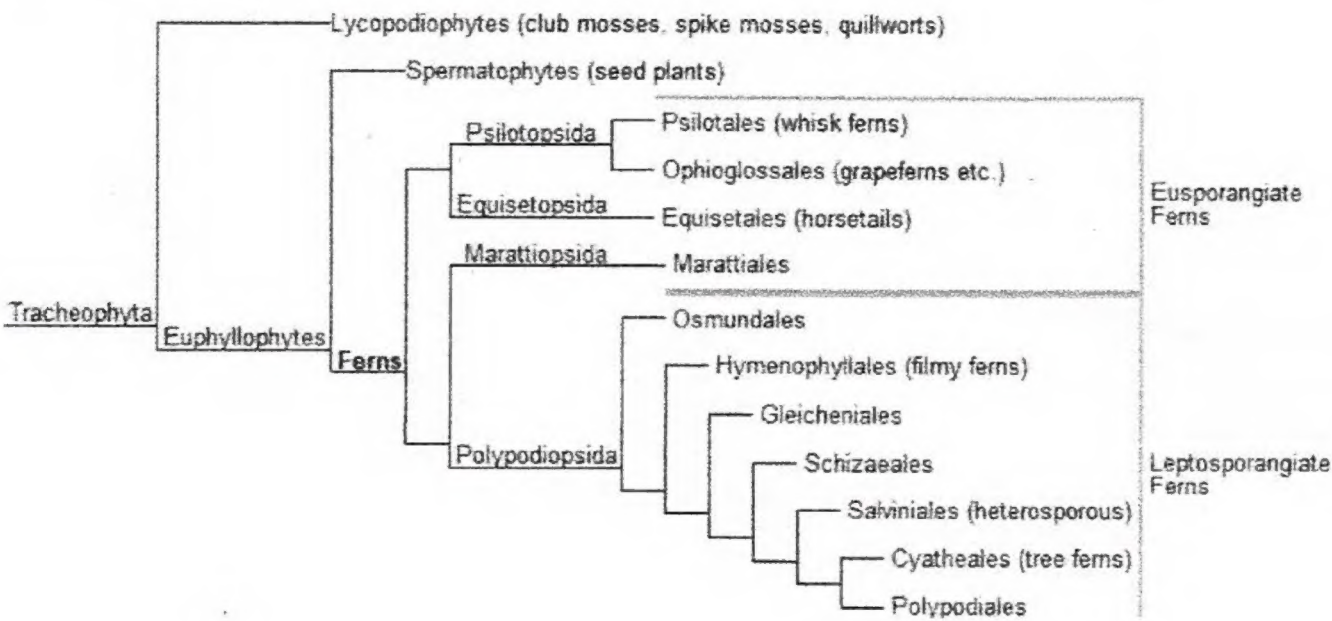 Lycopodiophytes (club mosses, spike mosses, quillworts)
Spermatophytes (seed plants)
Psilotopsida
Psilotales (whisk ferns)
Ophioglossales (grapeferns etc.)
Equisetopsida
Equisetales (horsetails)
Eusporangiate
Ferns
Marattiopsida
Marattiales
Tracheophyta
Euphyllophytes
Ferns
Osmundales
Hymenophyllales (filmy ferns)
Gleicheniales
Polypodiopsida
Schizaeales
Leptosporangiate
Ferns
Salviniales (heterosporous)
Cyatheales (tree ferns)
Polypodiales